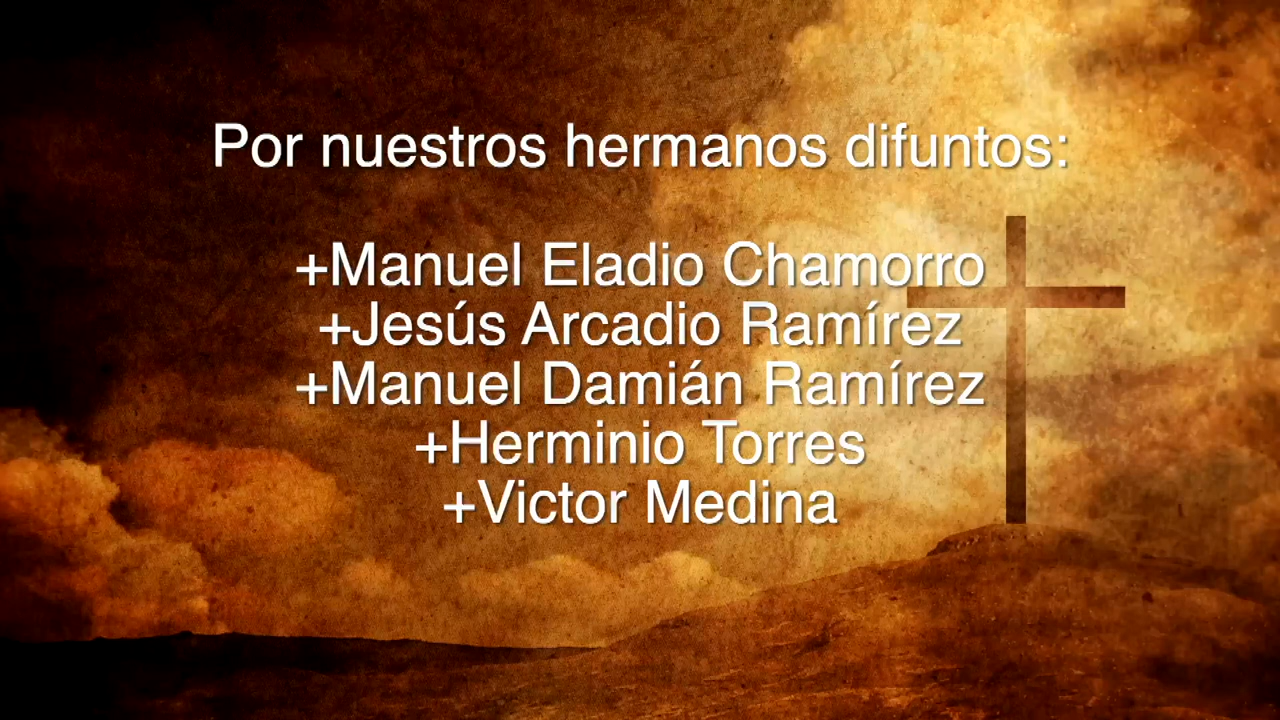 Por nuestros hermanos difuntos:
+Manuel Eladio Chamorro
+Jesús Arcadio Ramírez
+Manuel Damián Ramírez
+Herminio Torres
+Victor Medina